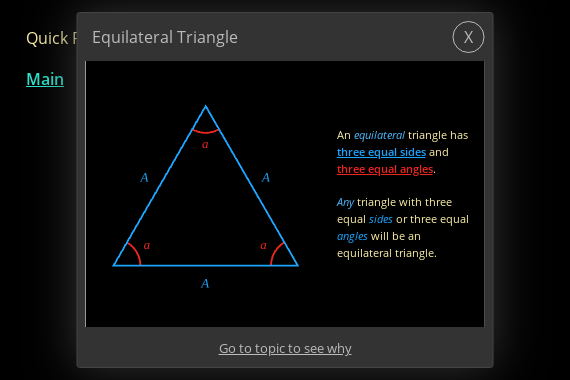 Quick
Main
Equilateral Triangle
X
a
A
A
a
a
A
An equilateral triangle has
three equal sides and
three equal angles.
Any triangle with three
equal sides or three equal
angles will be an
equilateral triangle.
Go to topic to see why